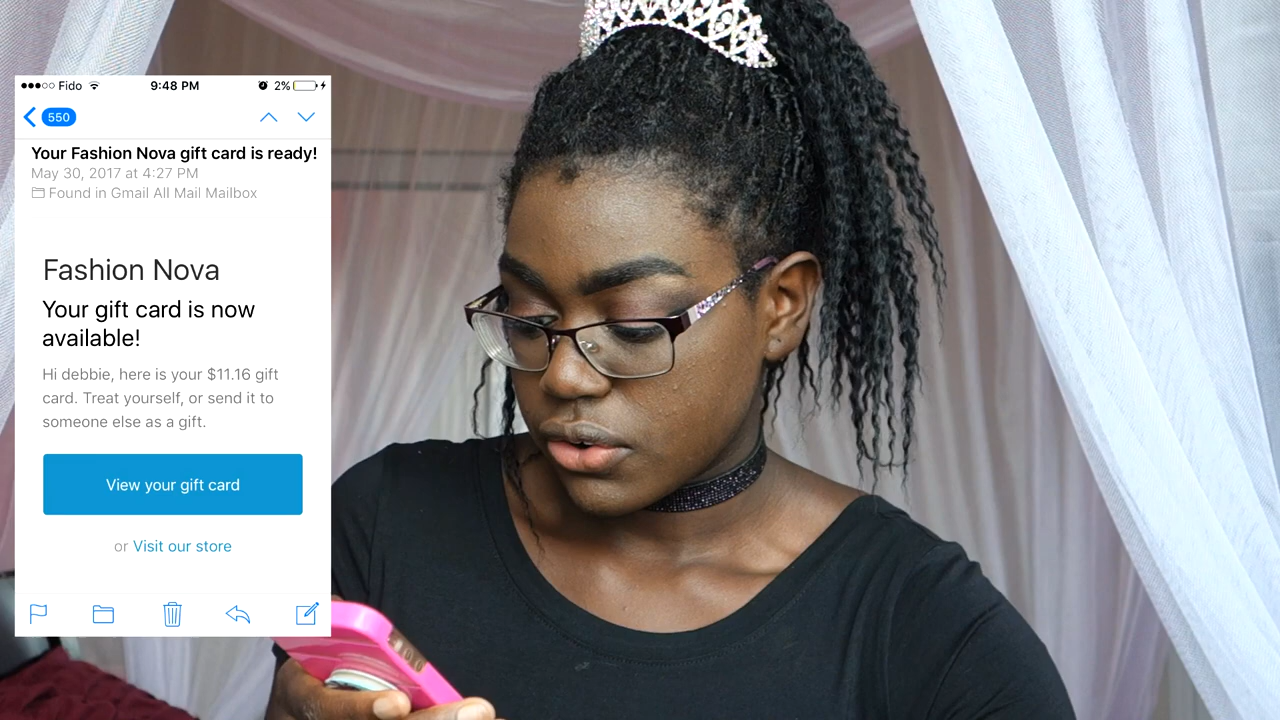 Fido 9:48 PM 2%
550
Your Fashion Nova gift card is ready!
May 30, 2017 at 4:27 PM
Found in Gmail All Mail Mailbox
Fashion Nova
Your gift card is now
available!
Hi debbie, here is your $11.16 gift
card. Treat yourself, or send it to
someone else as a gift.
View your gift card
or Visit our store